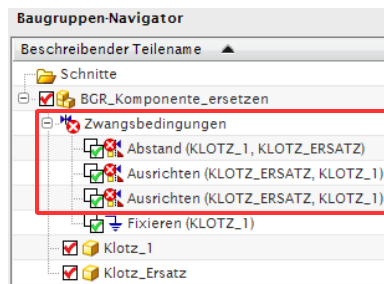 Baugruppen-Navigator
Beschreibender Teilename
Schnitte
BGR_Komponente_ersetzen
Zwangsbedingungen
Abstand (KLOTZ_1, KLOTZ_ERSATZ)
Ausrichten (KLOTZ_ERSATZ, KLOTZ_1)
Ausrichten (KLOTZ_ERSATZ, KLOTZ_1)
Fixieren (KLOTZ_1)
Klotz_1
Klotz_Ersatz